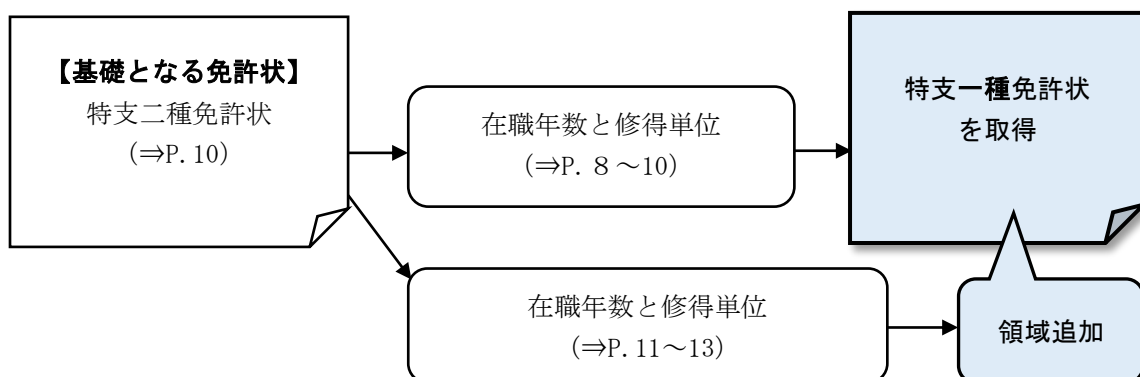 【基礎となる免許状】
特支二種免許状
(⇒P.10)
在職年数と修得単位
(⇒P.８～10)
特支一種免許状
を取得
在職年数と修得単位
(⇒P.11～13)
領域追加